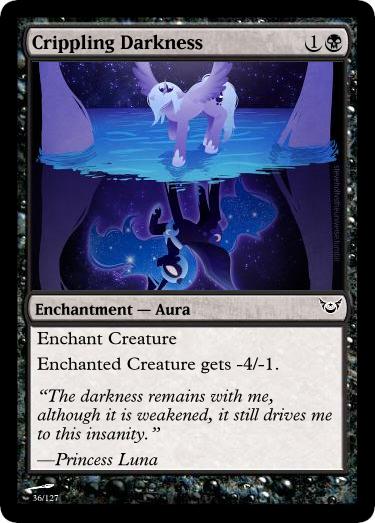 Crippling Darkness 1
Enchantment — Aura
Enchant Creature
Enchanted Creature gets -4/-1.
“The darkness remains with me,
although it is weakened, it still drives me
to this insanity.”
—Princess Luna
36/127